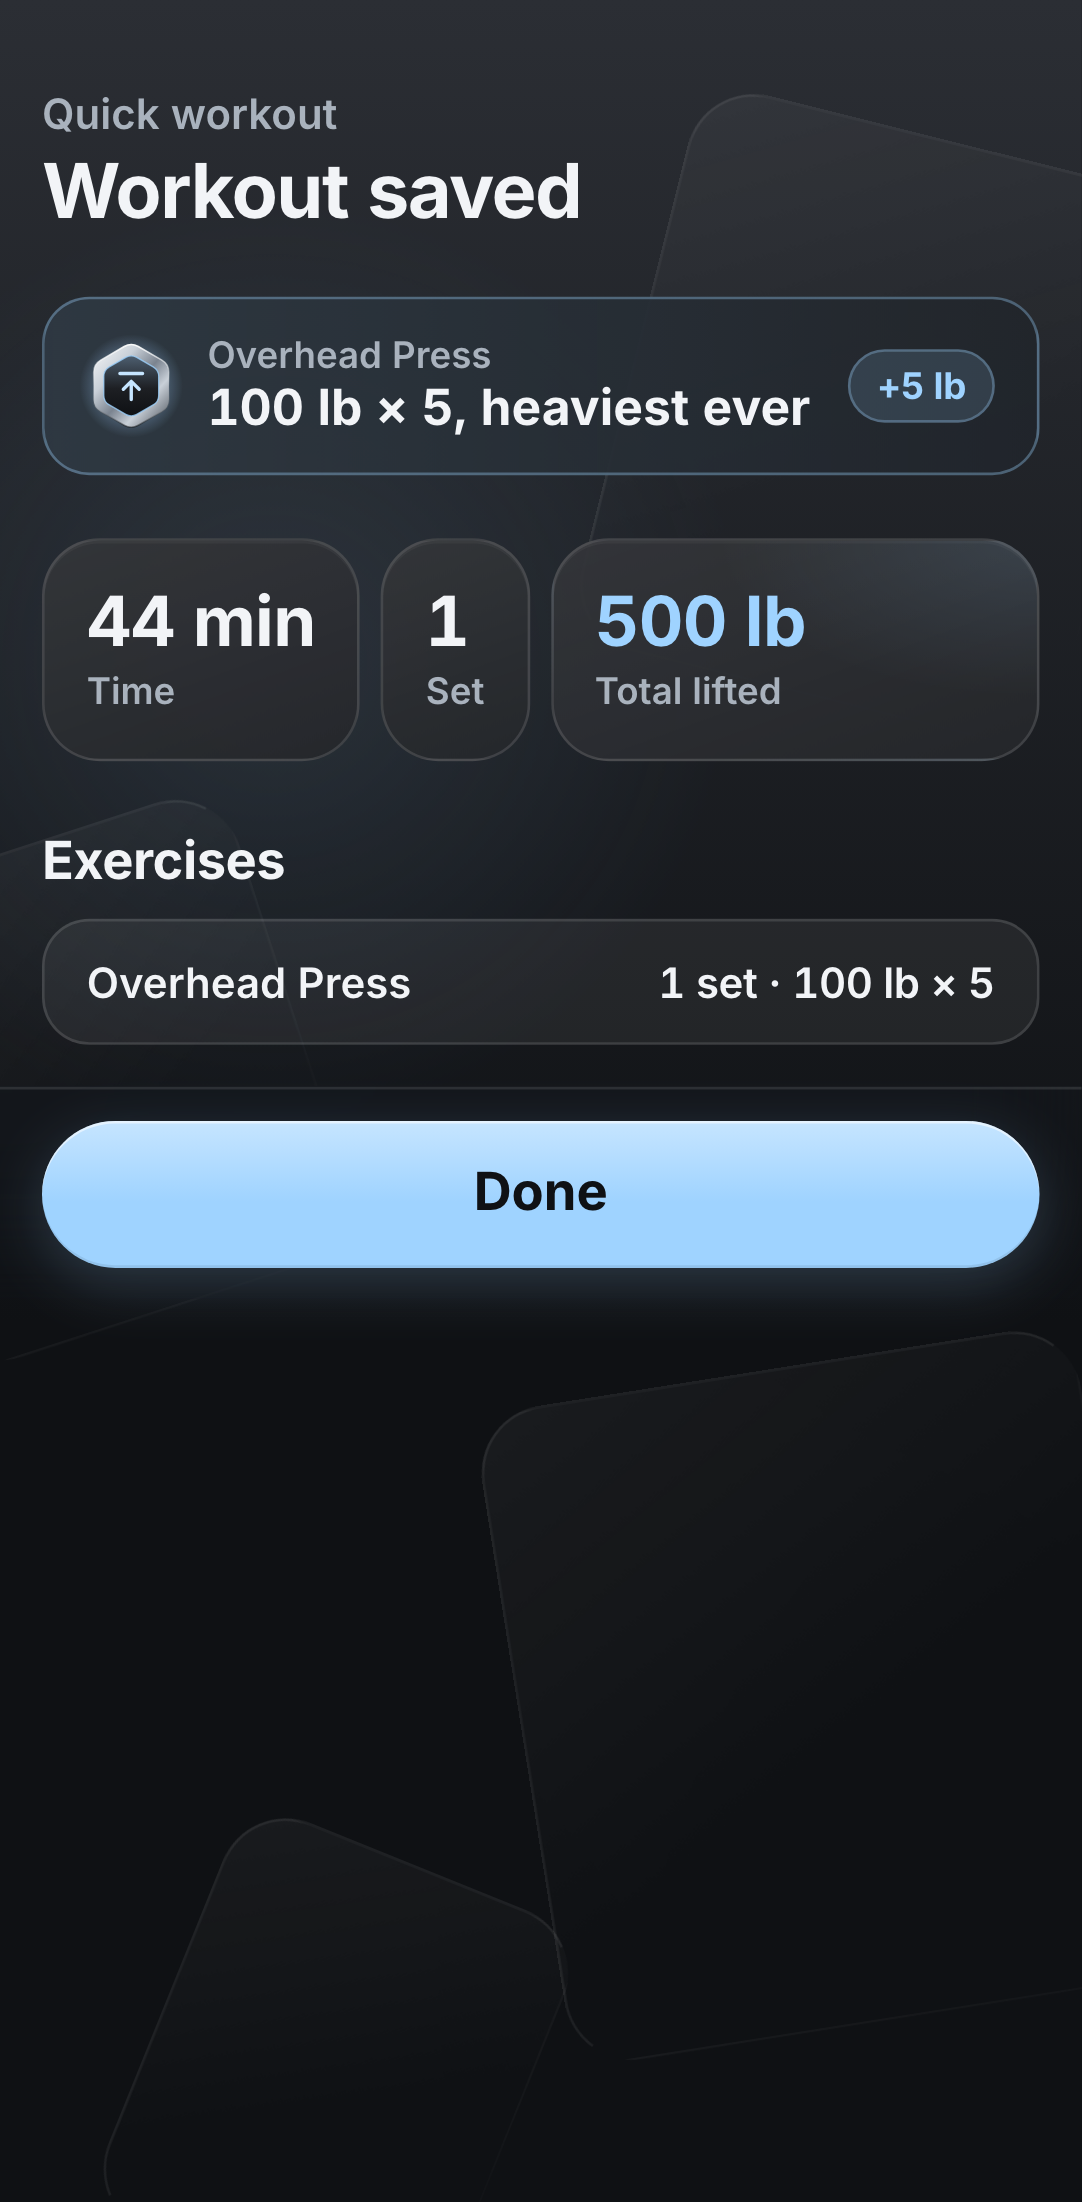 Quick workout
Workout saved
Overhead Press
100 lb × 5, heaviest ever
+5 lb
44 min
Time
1
Set
500 lb
Total lifted
Exercises
Overhead Press
1 set · 100 lb × 5
Done